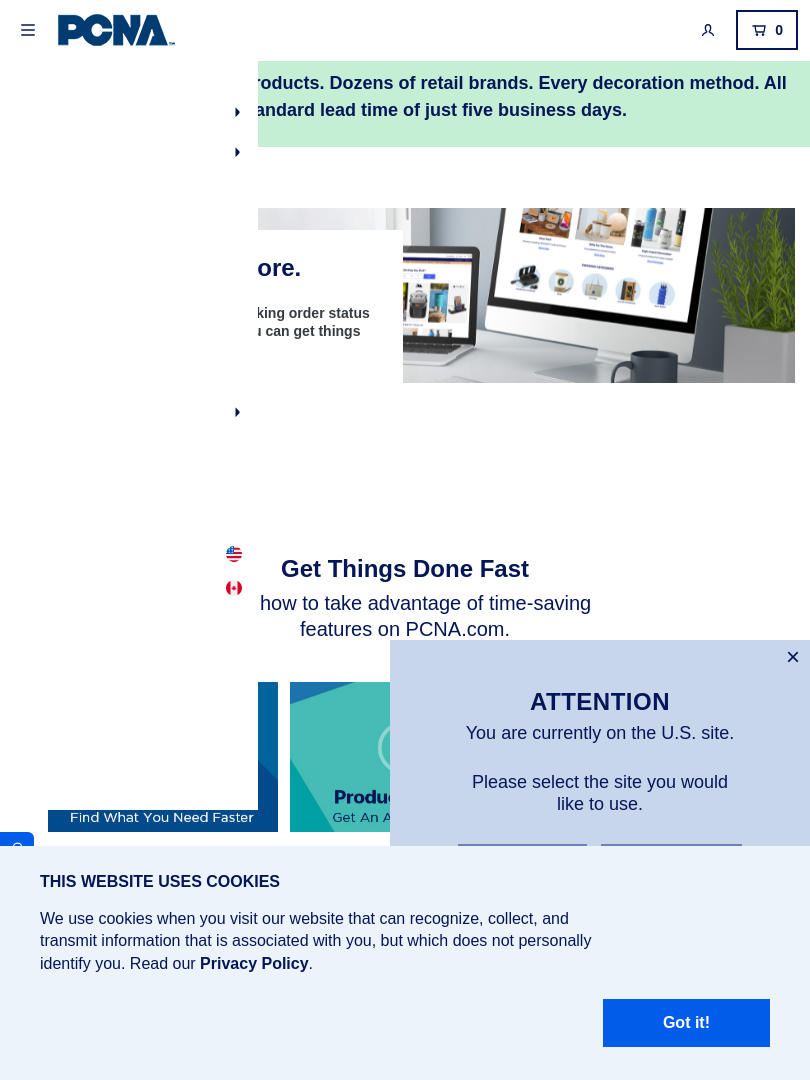 PCNA
0
roducts. Dozens of retail brands. Every decoration method. All
andard lead time of just five business days.
ore.
king order status
can get things
Get Things Done Fast
how to take advantage of time-saving
features on PCNA.com.
Find What You Need Faster
Produ
Get An A
ATTENTION
You are currently on the U.S. site.
Please select the site you would
like to use.
THIS WEBSITE USES COOKIES
We use cookies when you visit our website that can recognize, collect, and
transmit information that is associated with you, but which does not personally
identify you. Read our Privacy Policy.
Got it!